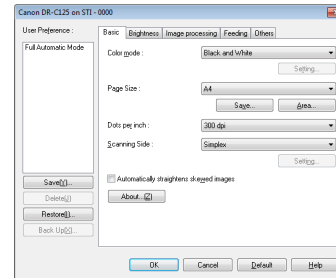 Canon DR-C125 on STI - 0000
User Preference :
Full Automatic Mode
Save(Y)...
Delete(J)
Restore(L)...
Back Up(X)...
Basic Brightness Image processing Feeding Others
Color mode : Black and White
Setting...
Page Size : A4
Save... Area...
Dots per inch : 300 dpi
Scanning Side : Simplex
Setting...
Automatically straightens skewed images
About...(Z)
OK Cancel Default Help